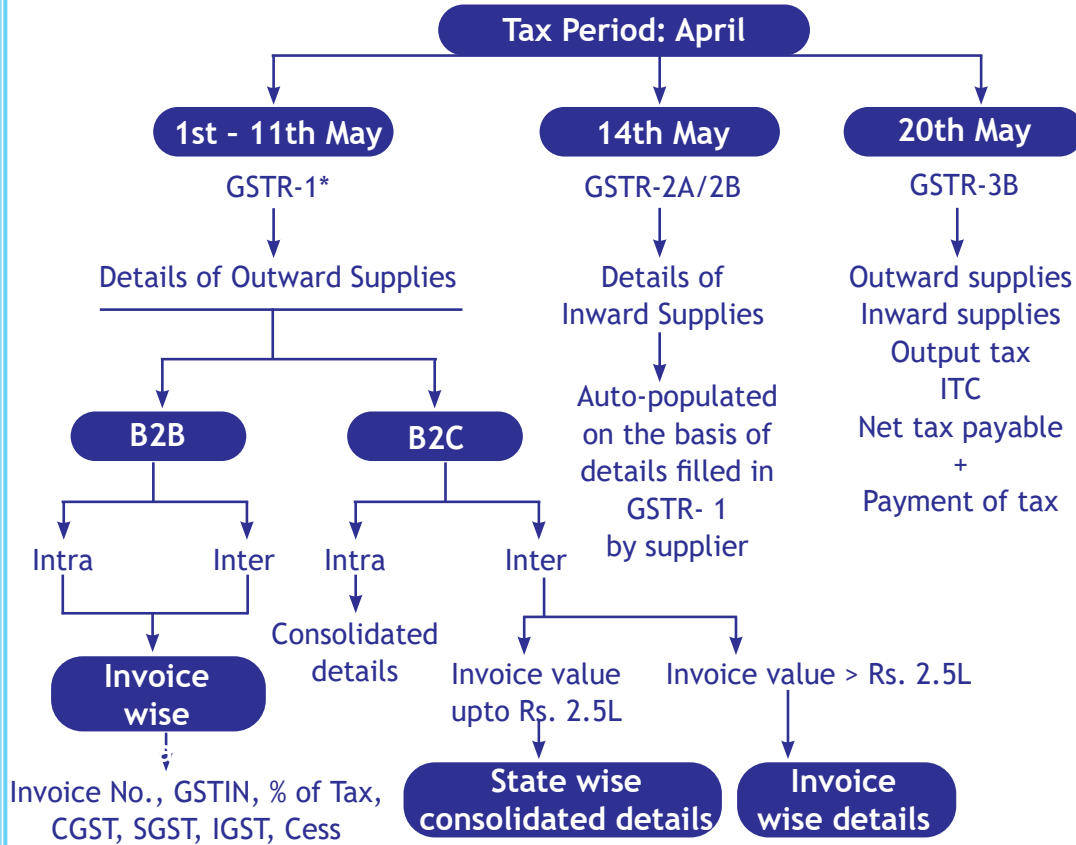 Tax Period: April
1st – 11th May
14th May
20th May
GSTR-1*
GSTR-2A/2B
GSTR-3B
Details of Outward Supplies
Details of
Inward Supplies
Outward supplies
Inward supplies
Output tax
ITC
Net tax payable
+
Payment of tax
Auto-populated
on the basis of
details filled in
GSTR- 1
by supplier
B2B
B2C
Intra
Inter
Intra
Inter
Consolidated
details
Invoice
wise
Invoice value
upto Rs. 2.5L
Invoice value > Rs. 2.5L
Invoice No., GSTIN, % of Tax,
CGST, SGST, IGST, Cess
State wise
consolidated details
Invoice
wise details